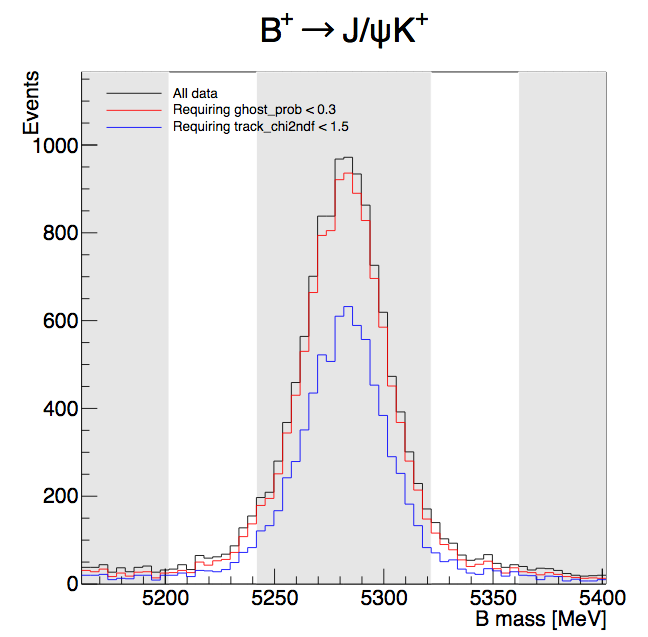 B⁺ → J/ψK⁺
Events
All data
Requiring ghost_prob < 0.3
Requiring track_chi2ndf < 1.5
1000
800
600
400
200
0
5200 5250 5300 5350 5400
B mass [MeV]